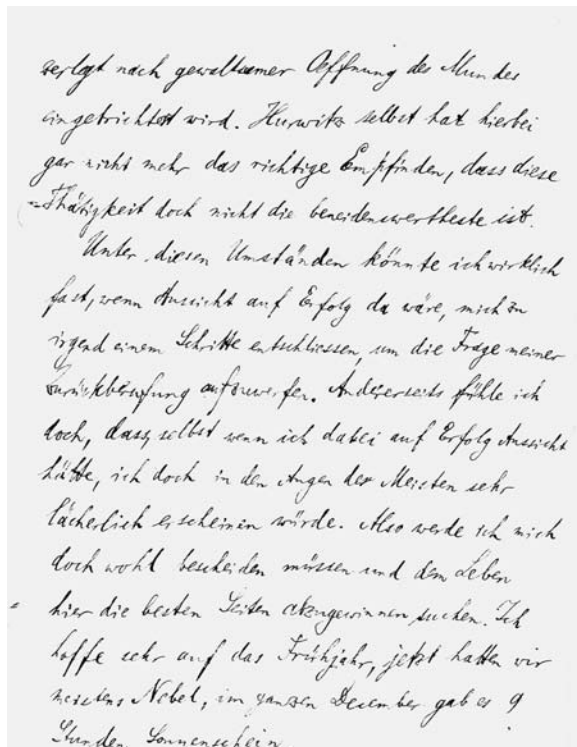 zerlegt nach gewaltsamer Oeffnung des Mundes
eingetrichtert wird. Hurwitz selbst hat hierbei
gar nicht mehr das richtige Empfinden, dass diese
Thätigkeit doch nicht die beneidenswertheste ist.
Unter diesen Umständen könnte ich wirklich
fast, wenn Aussicht auf Erfolg da wäre, mich zu
irgend einem Schritte entschliessen, um die Frage meiner
Zurückberufung aufzuwerfen. Andererseits fühle ich
doch, dass, selbst wenn ich dabei auf Erfolg Aussicht
hätte, ich doch in den Augen der Meisten sehr
lächerlich erscheinen würde. Also werde ich mich
doch wohl bescheiden müssen und dem Leben
hier die besten Seiten abzugewinnen suchen. Ich
hoffe sehr auf das Frühjahr, jetzt hatten wir
meistens Nebel, im ganzen Dezember gab es 9
Stunden Sonnenschein